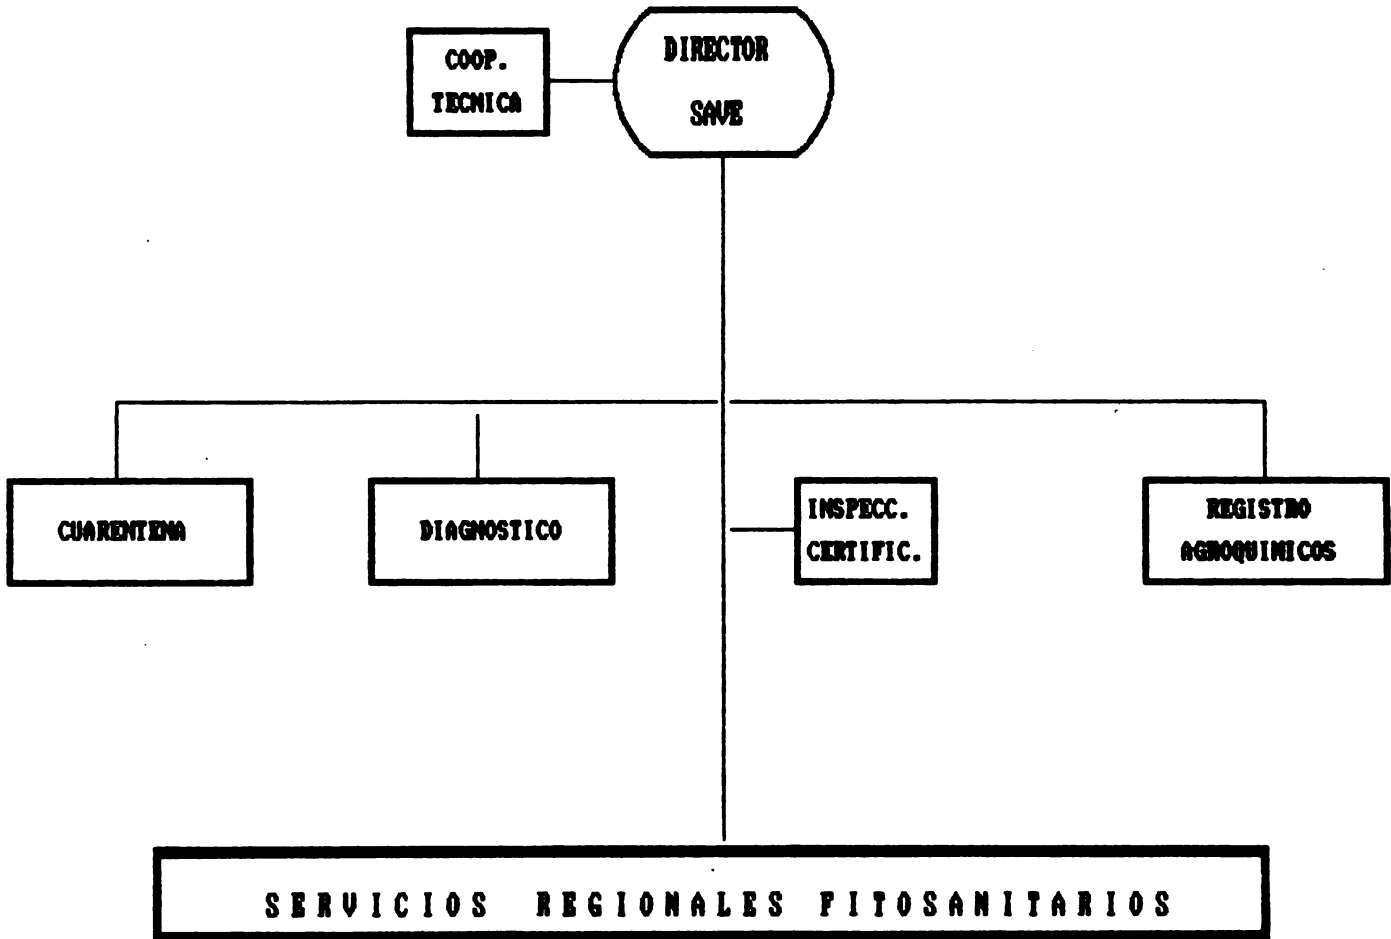 COOP.
TECNICA
DIRECTOR
SAVE
CUARENTENA
DIAGNOSTICO
INSPECC.
CERTIFIC.
REGISTRO
AGROQUIMICOS
SERVICIOS REGIONALES FITOSANITARIOS